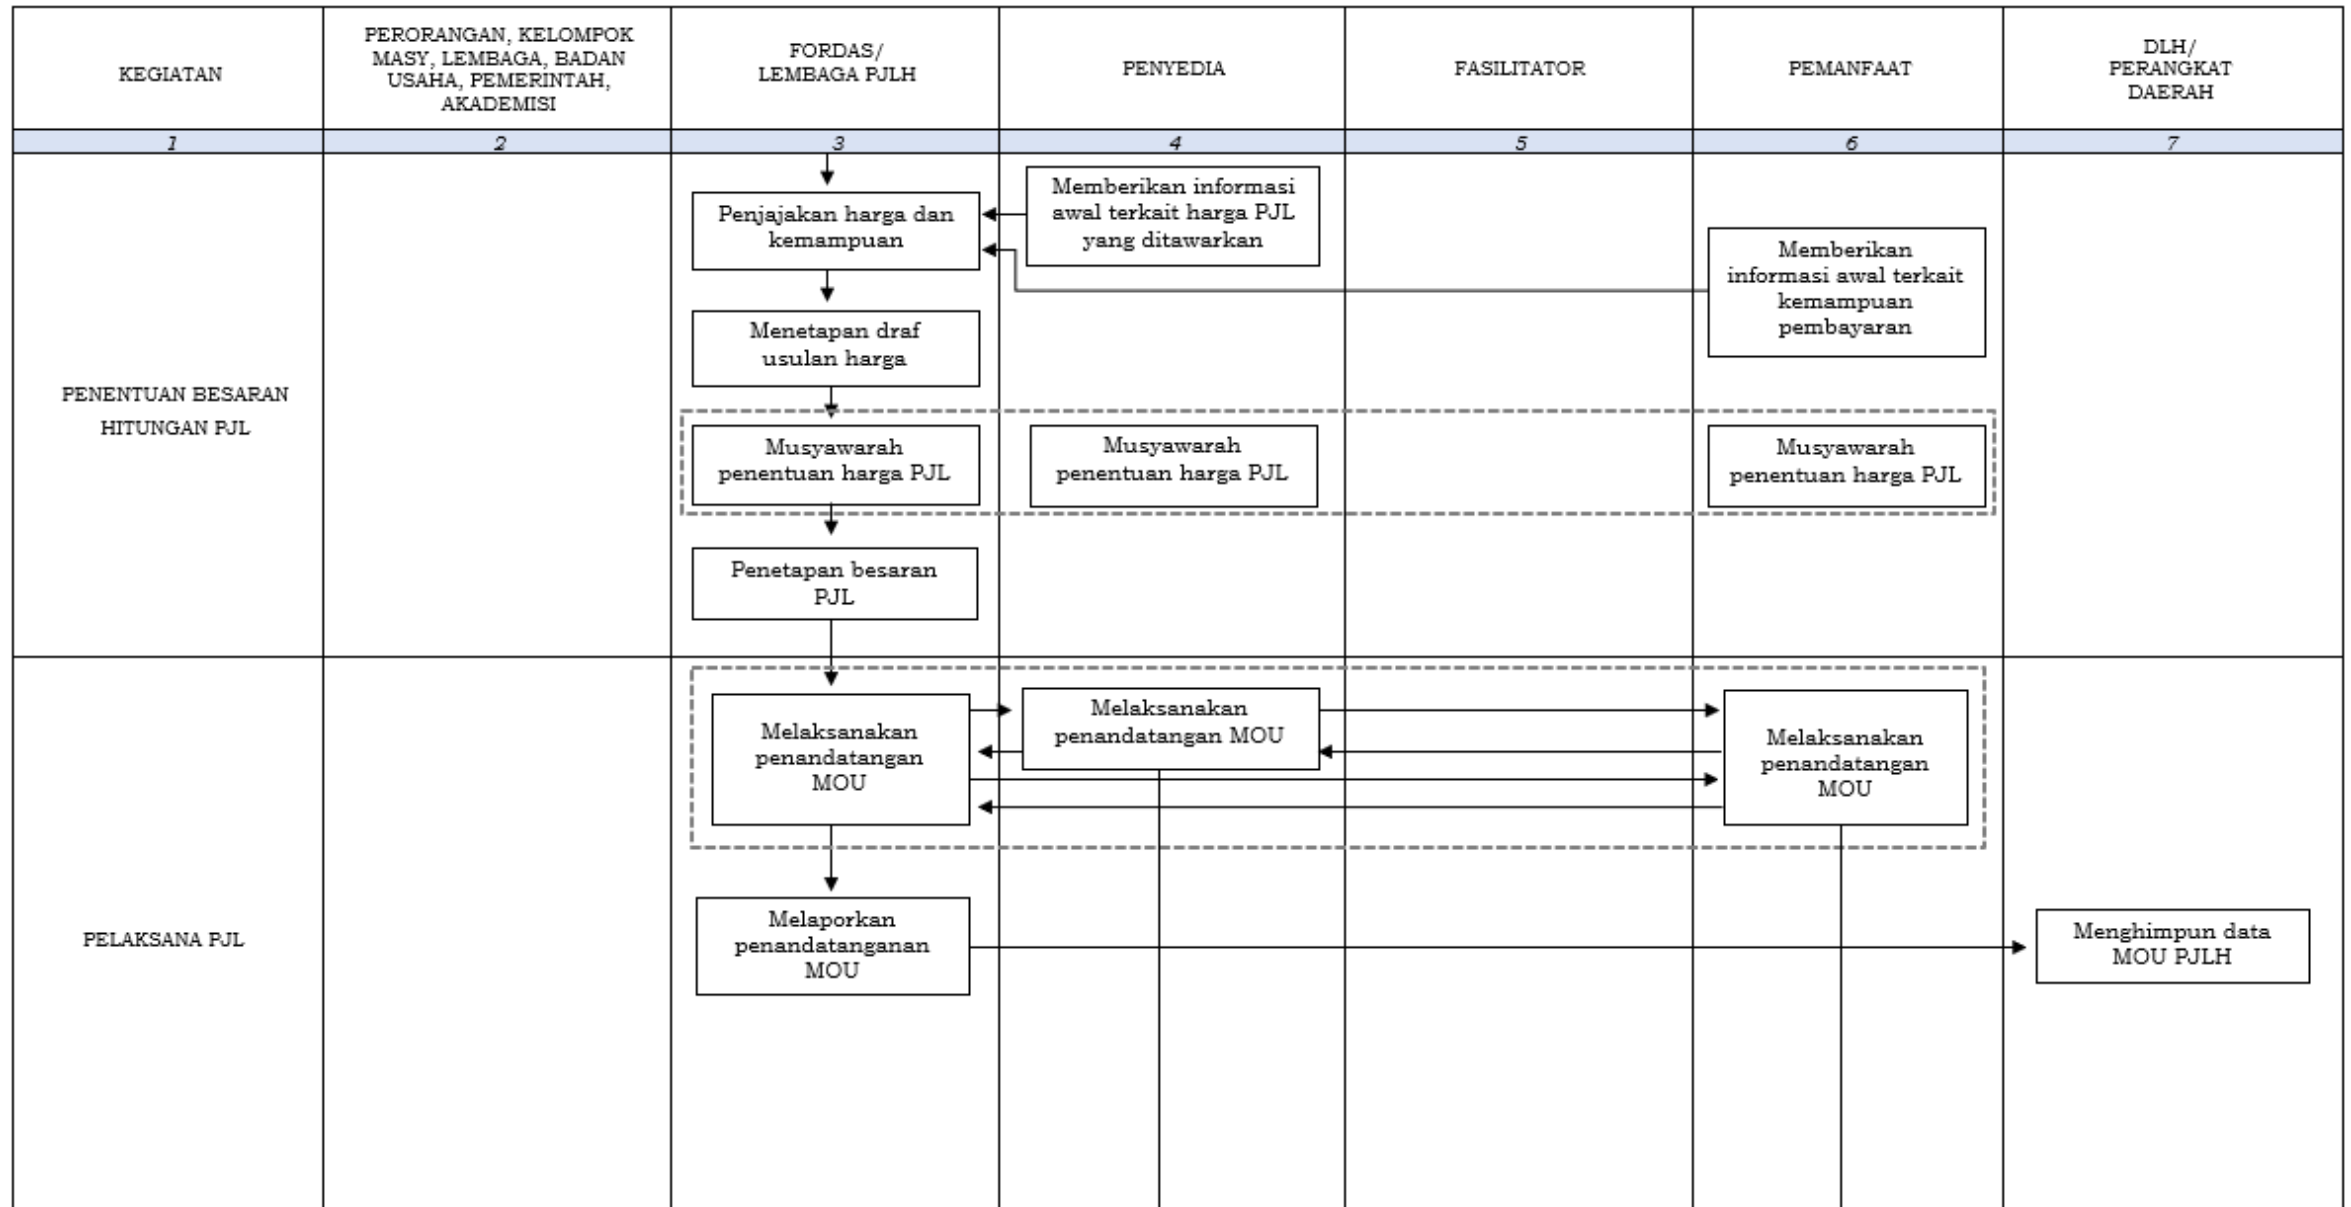 KEGIATAN
PERORANGAN, KELOMPOK
MASY, LEMBAGA, BADAN
USAHA, PEMERINTAH,
AKADEMISI
FORDAS/
LEMBAGA PJLH
PENYEDIA
FASILITATOR
PEMANFAAT
DLH/
PERANGKAT
DAERAH
1
2
3
4
5
6
7
PENENTUAN BESARAN
HITUNGAN PJL
Penjajakan harga dan
kemampuan
Memberikan informasi
awal terkait harga PJL
yang ditawarkan
Memberikan
informasi awal terkait
kemampuan
pembayaran
Menetapan draf
usulan harga
Musyawarah
penentuan harga PJL
Musyawarah
penentuan harga PJL
Musyawarah
penentuan harga PJL
Penetapan besaran
PJL
PELAKSANA PJL
Melaksanakan
penandatangan
MOU
Melaksanakan
penandatangan MOU
Melaksanakan
penandatangan
MOU
Melaporkan
penandatanganan
MOU
Menghimpun data
MOU PJLH